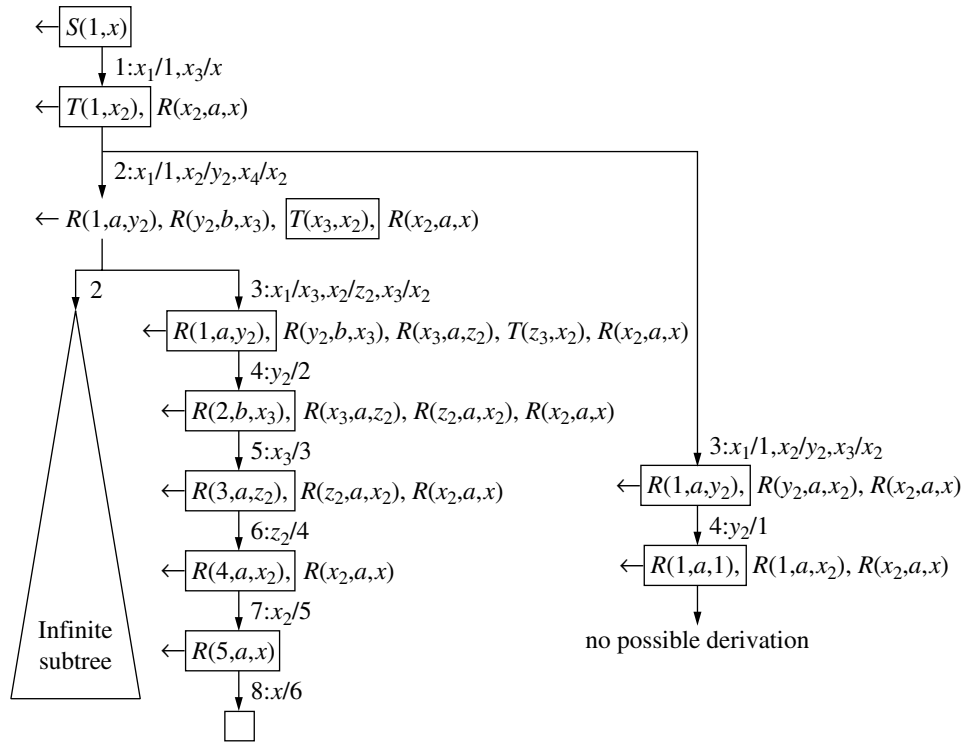 ← S(1,x)
1:x₁/1,x₃/x
← T(1,x₂), R(x₂,a,x)
2:x₁/1,x₂/y₂,x₄/x₂
← R(1,a,y₂), R(y₂,b,x₃), T(x₃,x₂), R(x₂,a,x)
2
3:x₁/x₃,x₂/z₂,x₃/x₂
← R(1,a,y₂), R(y₂,b,x₃), R(x₃,a,z₂), T(z₃,x₂), R(x₂,a,x)
4:y₂/2
← R(2,b,x₃), R(x₃,a,z₂), R(z₂,a,x₂), R(x₂,a,x)
5:x₃/3
← R(3,a,z₂), R(z₂,a,x₂), R(x₂,a,x)
6:z₂/4
← R(4,a,x₂), R(x₂,a,x)
7:x₂/5
← R(5,a,x)
8:x/6
Infinite
subtree
3:x₁/1,x₂/y₂,x₃/x₂
← R(1,a,y₂), R(y₂,a,x₂), R(x₂,a,x)
4:y₂/1
← R(1,a,1), R(1,a,x₂), R(x₂,a,x)
no possible derivation